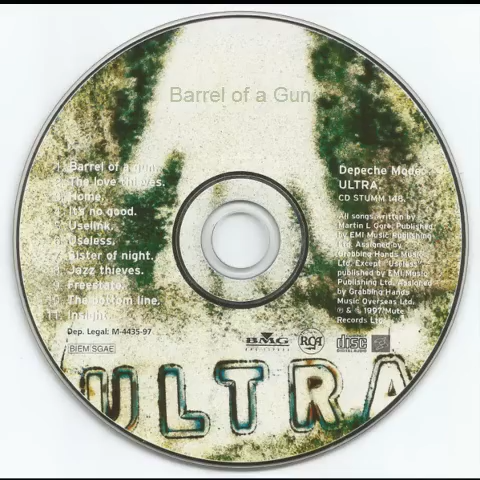 Barrel of a Gun
1. Barrel of a gun.
2. The love thieves.
3. Home.
4. It's no good.
5. Uselink.
6. Useless.
Sister of night.
Jazz thieves.
9. Freestate.
The bottom line.
Insight.
Dep. Legal: M-4435-97
BIEM SGAE
Depeche Mode.
ULTRA.
CD STUMM 148.
All songs written by
Martin L Gore. Published
by EMI Music Publishing
Ltd. Assigned by
Grabbing Hands Music
Ltd. Except "Useless"
published by EMI Music
Publishing Ltd. Assigned
by Grabbing Hands
Music Overseas Ltd.
℗ & © 1997 Mute
Records Ltd.
BMG
RCA
disc
DIGITAL AUDIO
ULTRA